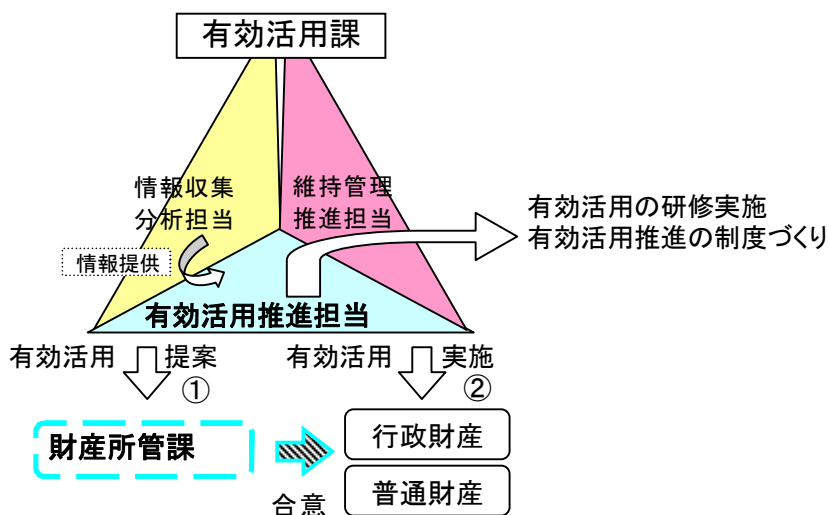 有効活用課
情報収集
分析担当
維持管理
推進担当
有効活用の研修実施
有効活用推進の制度づくり
情報提供
有効活用推進担当
有効活用 提案
①
有効活用 実施
②
財産所管課
合意
行政財産
普通財産